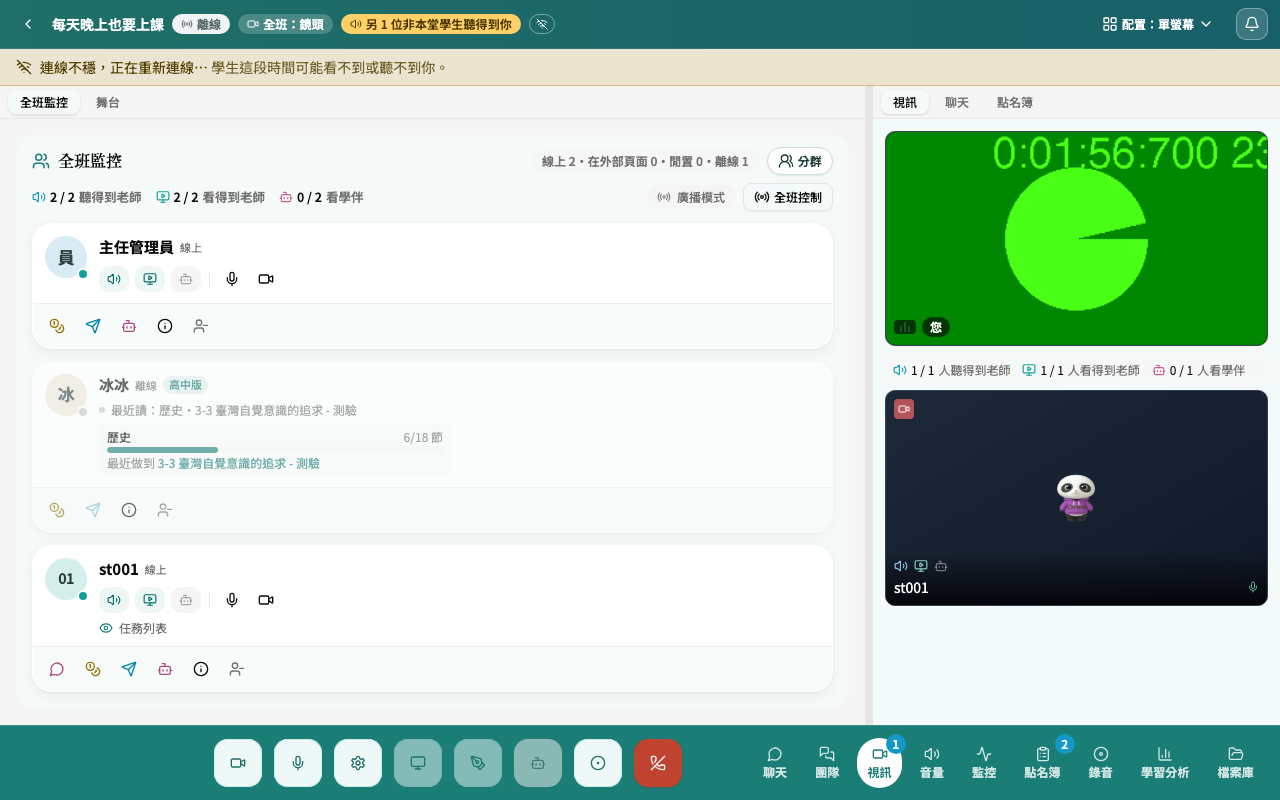 每天晚上也要上課 離線 全班：鏡頭 另 1 位非本堂學生聽得到你 配置：單螢幕
連線不穩，正在重新連線⋯ 學生這段時間可能看不到或聽不到你。
全班監控 舞台 視訊 聊天 點名簿
全班監控 線上 2・在外部頁面 0・閒置 0・離線 1 分群
2 / 2 聽得到老師 2 / 2 看得到老師 0 / 2 看學伴 廣播模式 全班控制
員 主任管理員 線上
冰 冰冰 離線 高中版
最近讀：歷史・3-3 臺灣自覺意識的追求 - 測驗
歷史 6/18 節
最近做到 3-3 臺灣自覺意識的追求 - 測驗
01 st001 線上
任務列表
0:01:56:700 23
您
1 / 1 人聽得到老師 1 / 1 人看得到老師 0 / 1 人看學伴
st001
聊天 團隊 視訊 1 音量 監控 點名簿 2 錄音 學習分析 檔案庫